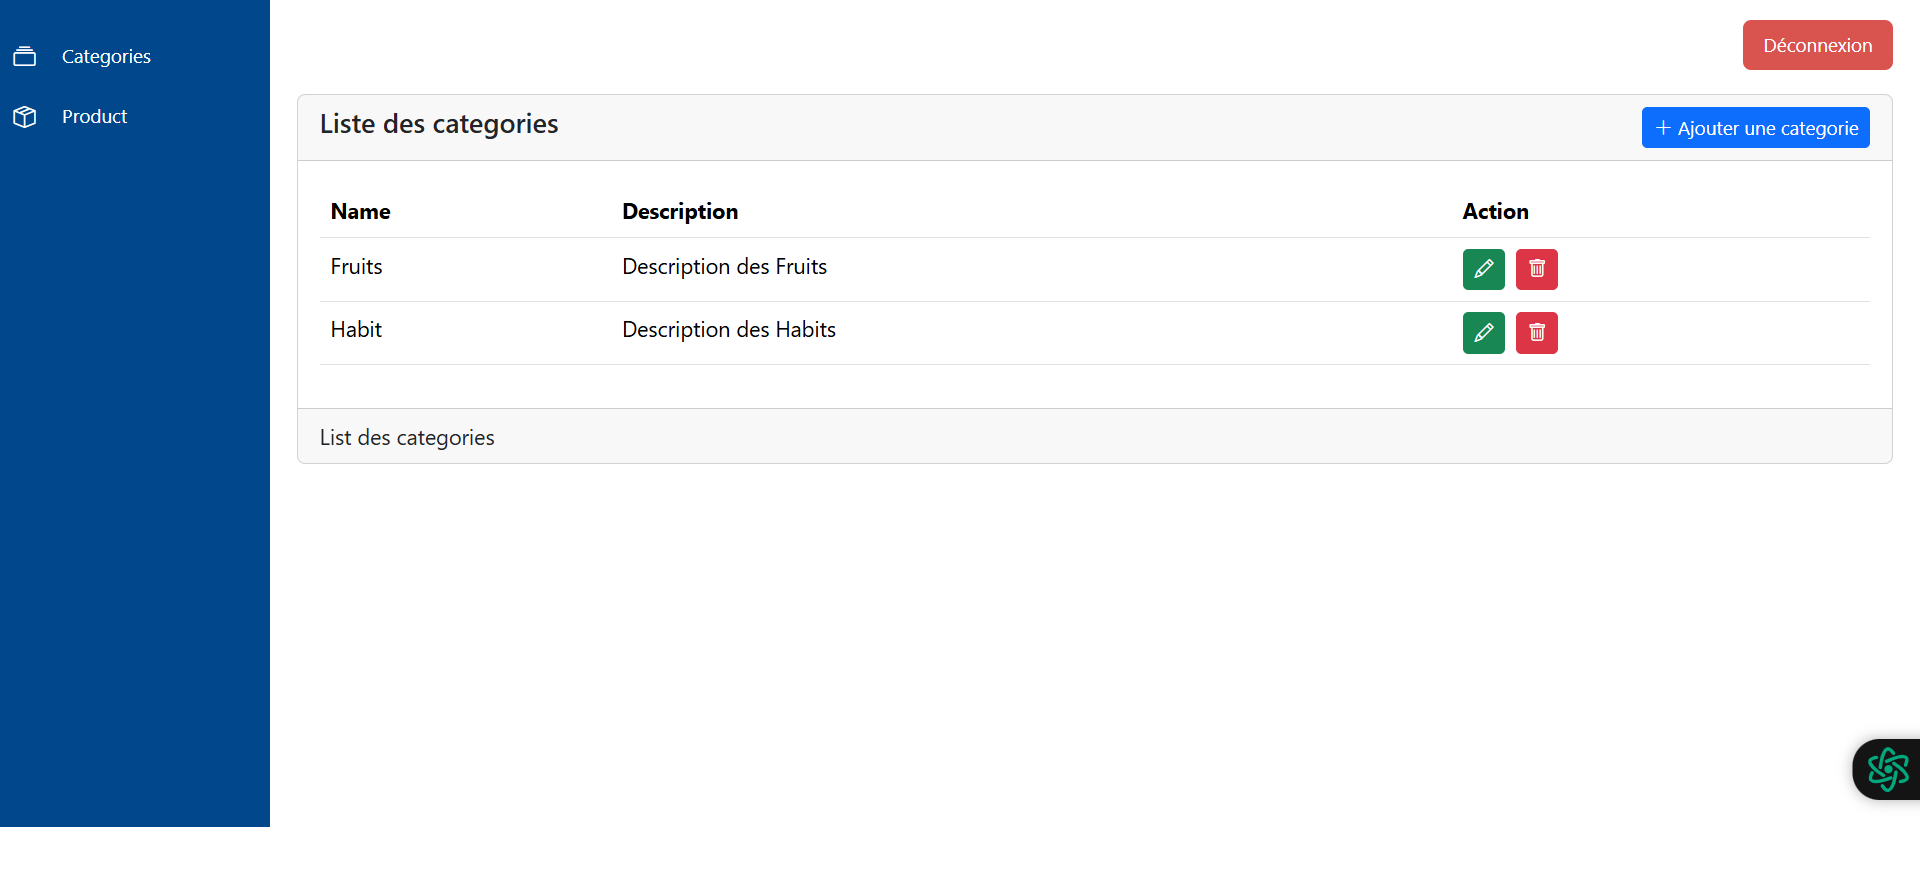 Categories
Product
Déconnexion
Liste des categories
+ Ajouter une categorie
Name Description Action
Fruits Description des Fruits
Habit Description des Habits
List des categories